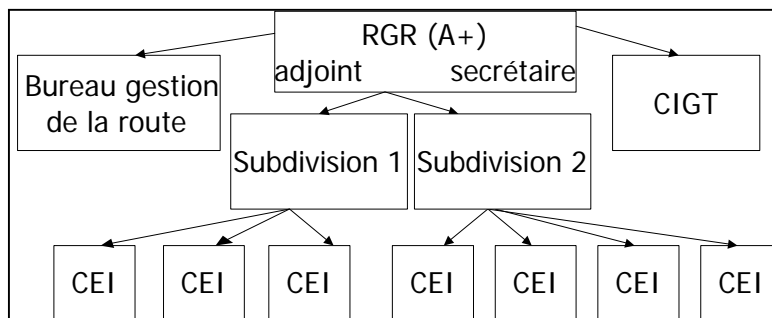 RGR (A+)
adjoint secrétaire
Bureau gestion
de la route
CIGT
Subdivision 1
Subdivision 2
CEI
CEI
CEI
CEI
CEI
CEI
CEI